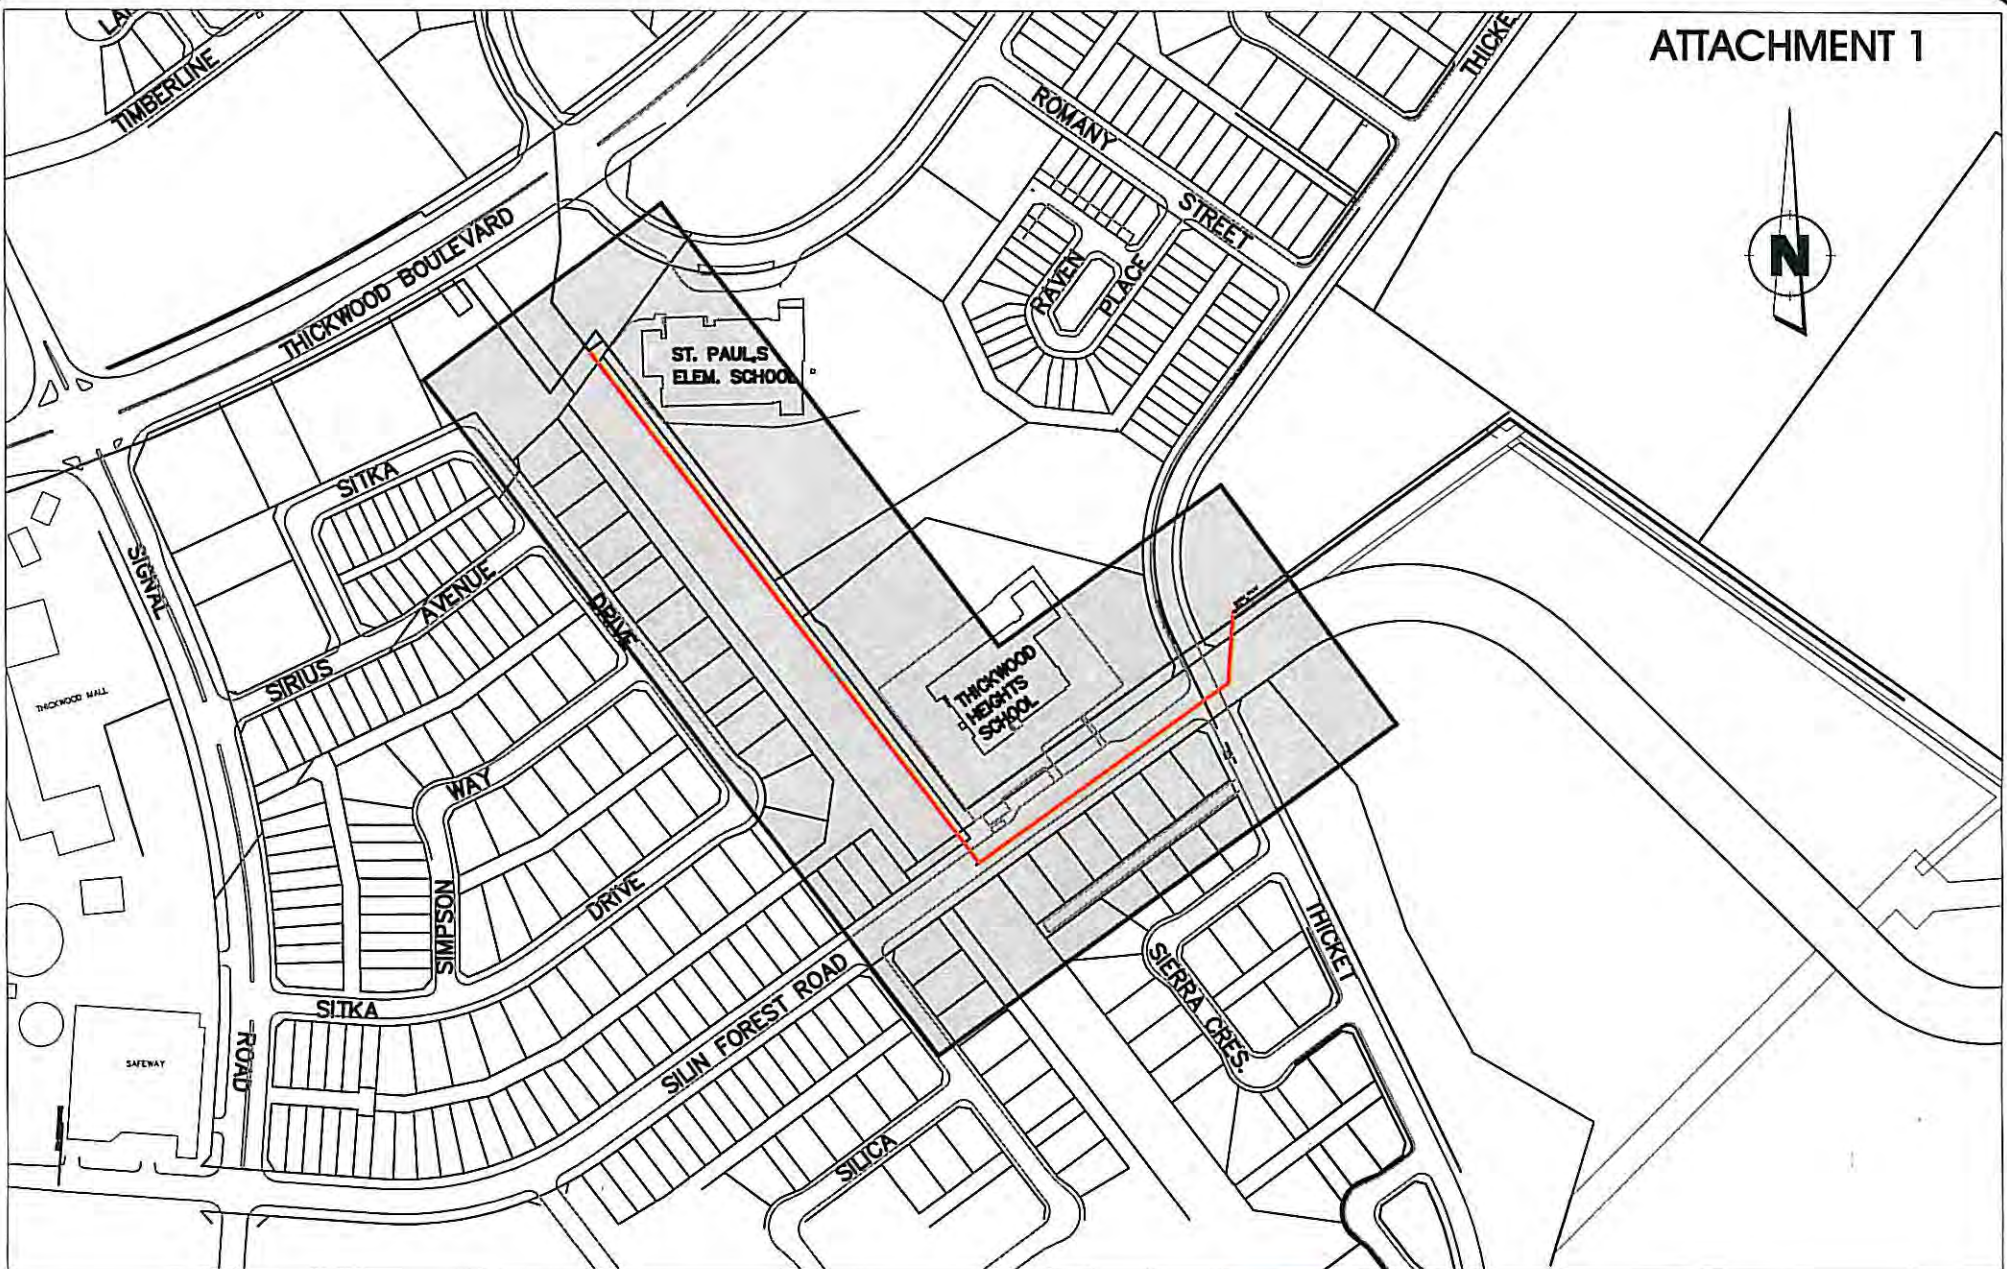 ATTACHMENT 1
TIMBERLINE
THICKWOOD BOULEVARD
ROMANY
STREET
RAVEN
PLACE
N
ST. PAUL,S
ELEM. SCHOOL
SITKA
SIGNAL
AVENUE
DRIVE
SIRIUS
THICKWOOD MALL
THICKWOOD
HEIGHTS
SCHOOL
WAY
DRIVE
SIMPSON
THICKET
SIERRA CRES.
SITKA
SILIN FOREST ROAD
ROAD
SAFEWAY
SILICA